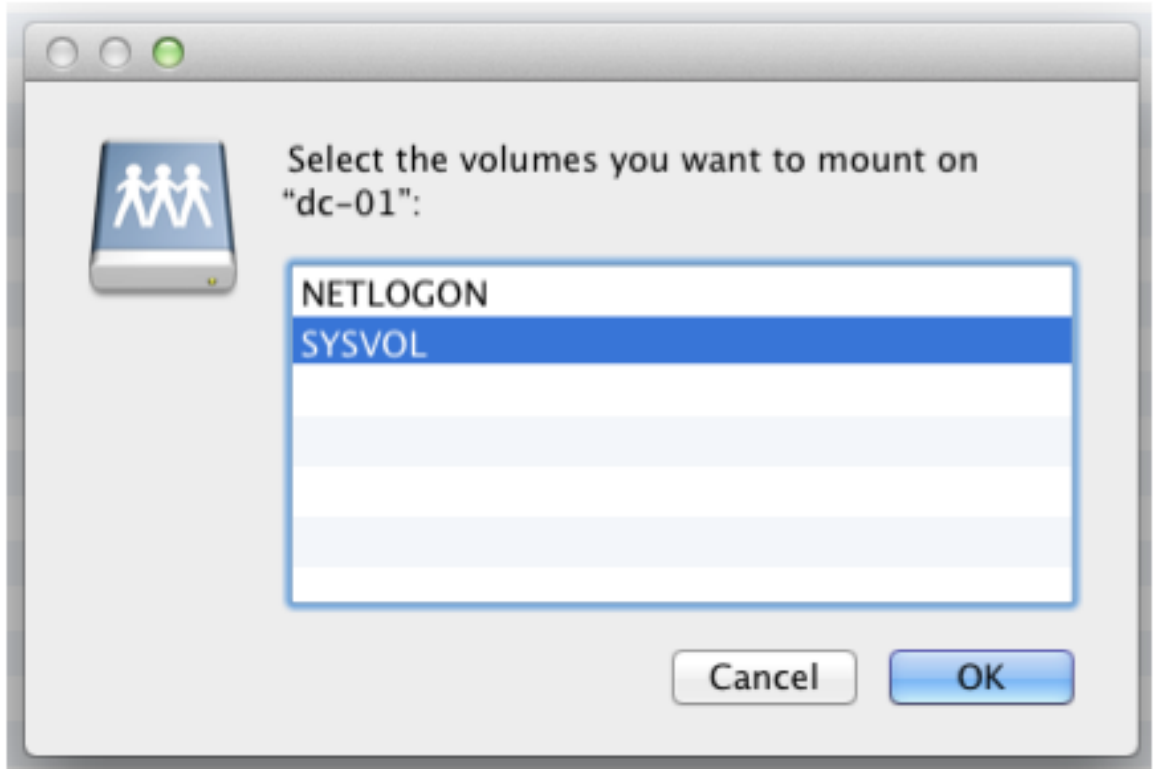 Select the volumes you want to mount on
“dc-01”:
NETLOGON
SYSVOL
Cancel
OK